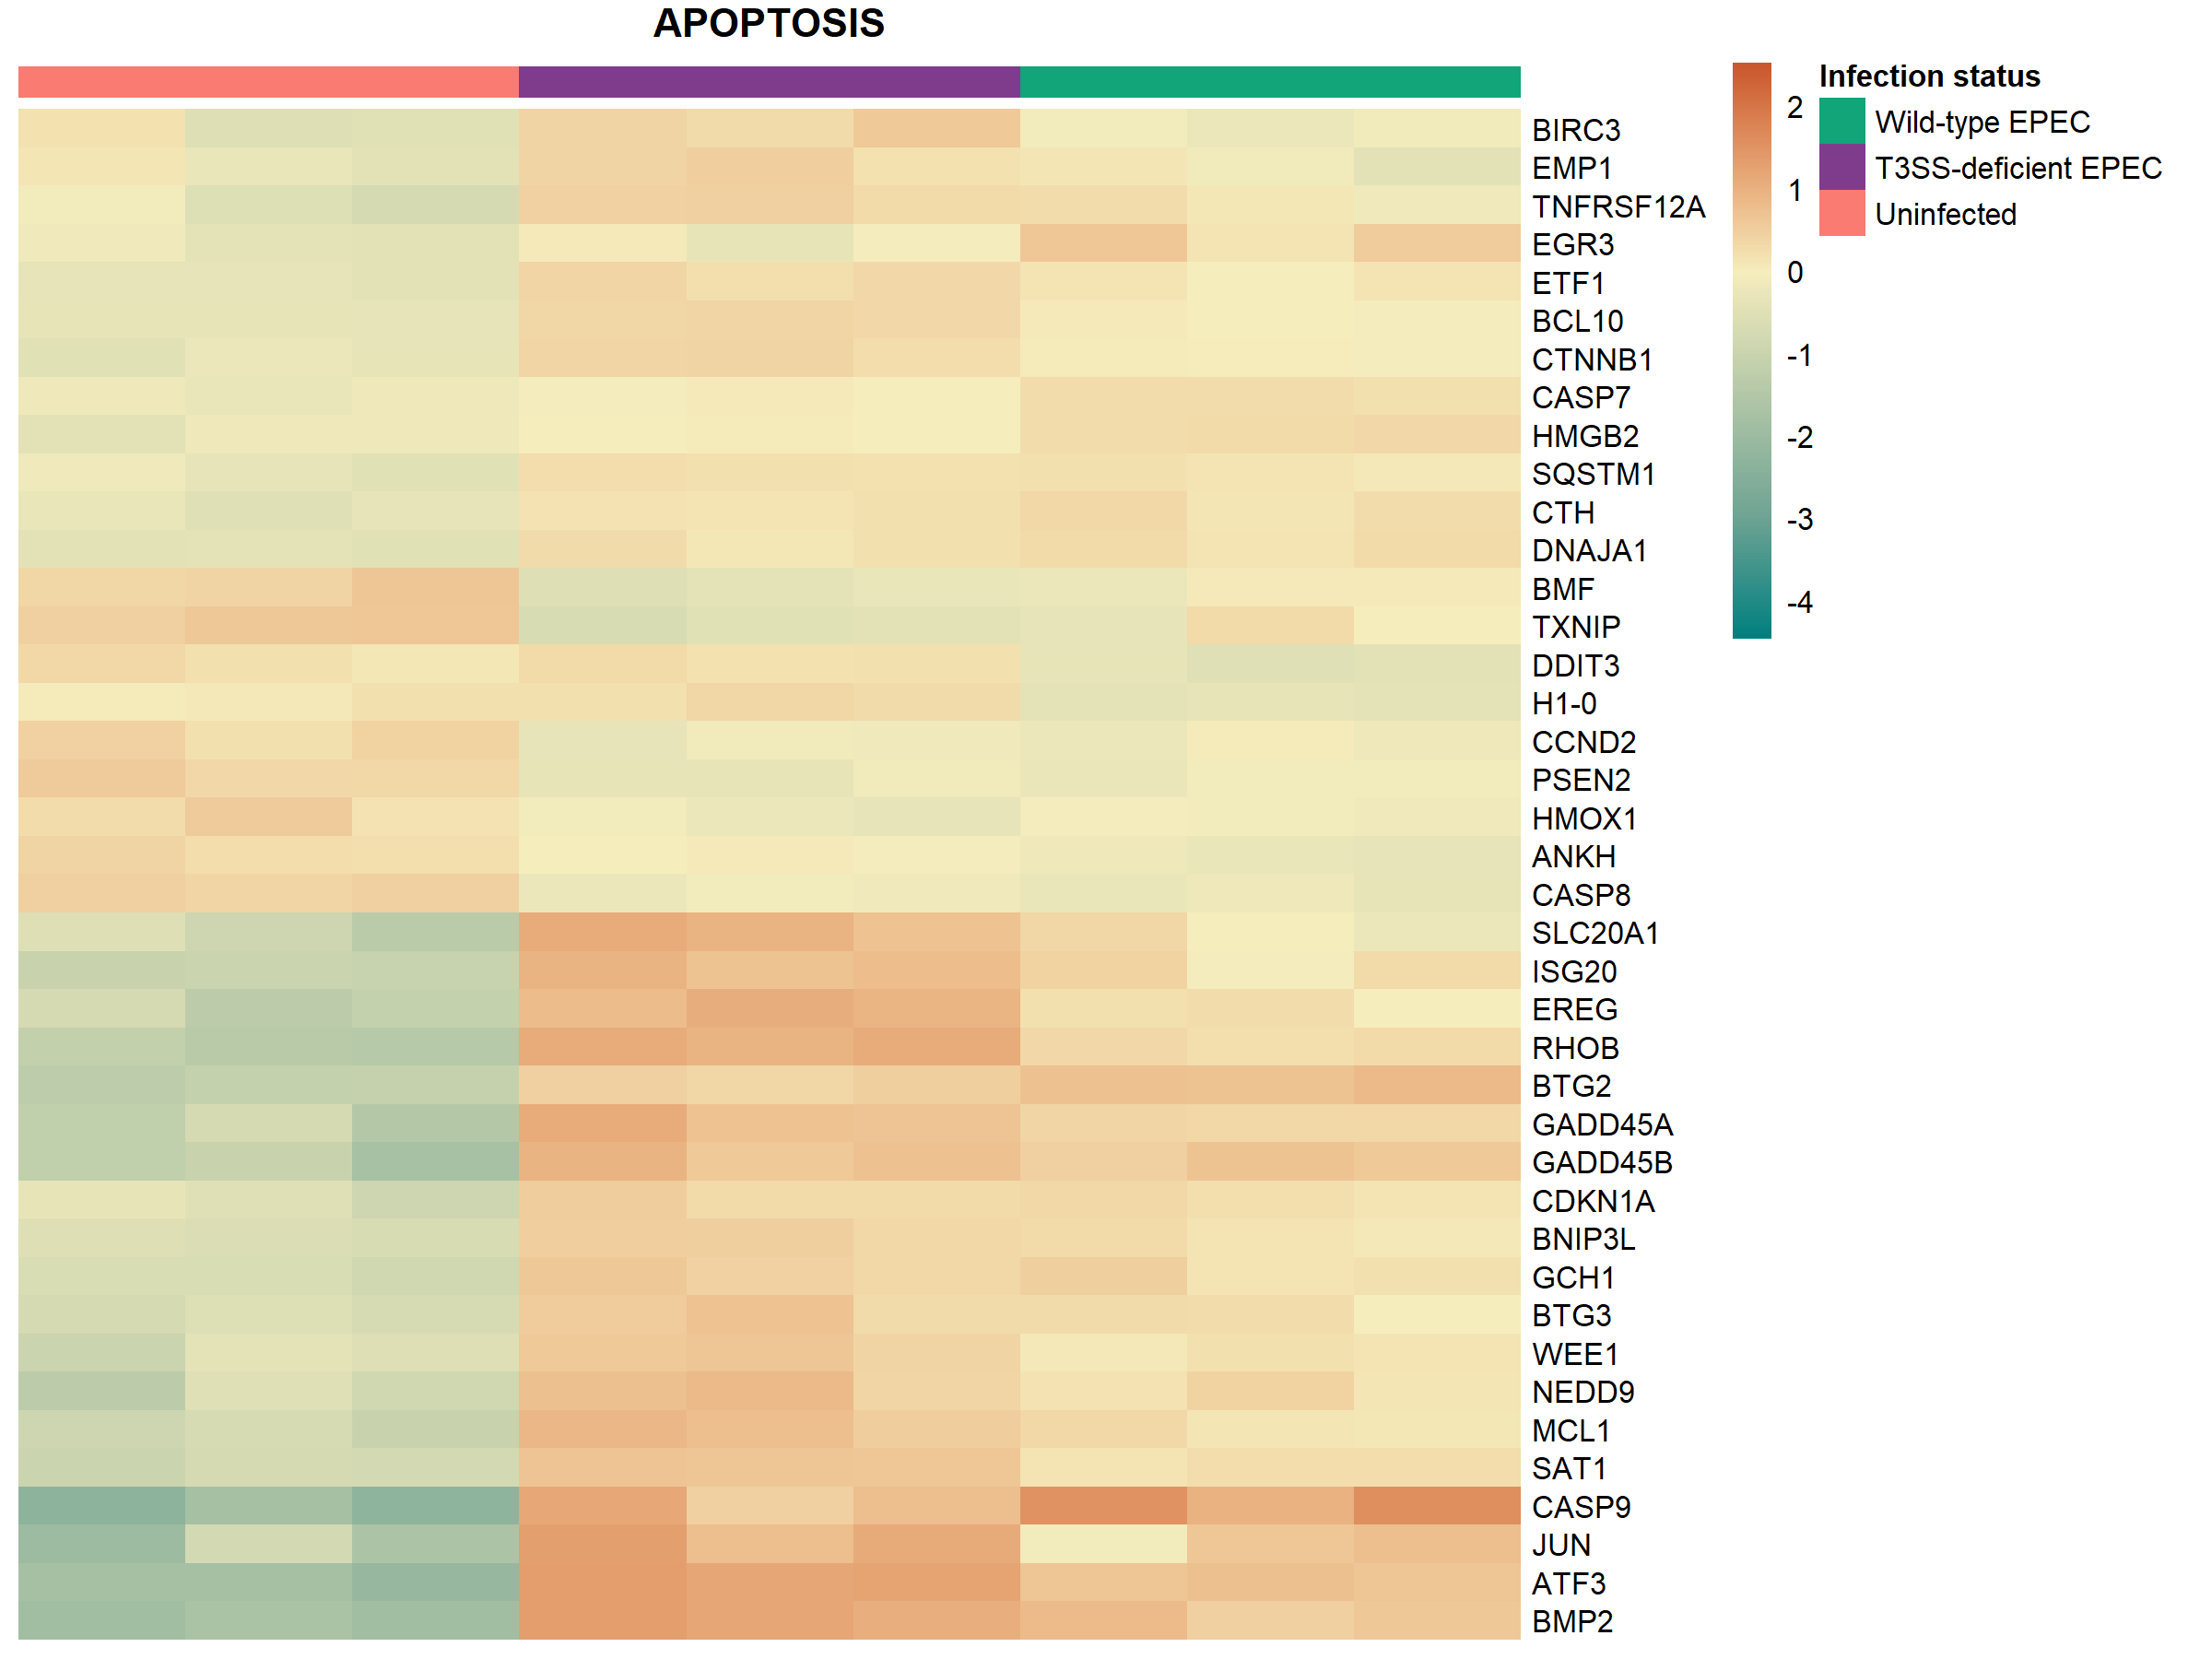 APOPTOSIS
BIRC3
EMP1
TNFRSF12A
EGR3
ETF1
BCL10
CTNNB1
CASP7
HMGB2
SQSTM1
CTH
DNAJA1
BMF
TXNIP
DDIT3
H1-0
CCND2
PSEN2
HMOX1
ANKH
CASP8
SLC20A1
ISG20
EREG
RHOB
BTG2
GADD45A
GADD45B
CDKN1A
BNIP3L
GCH1
BTG3
WEE1
NEDD9
MCL1
SAT1
CASP9
JUN
ATF3
BMP2
2
1
0
-1
-2
-3
-4
Infection status
Wild-type EPEC
T3SS-deficient EPEC
Uninfected